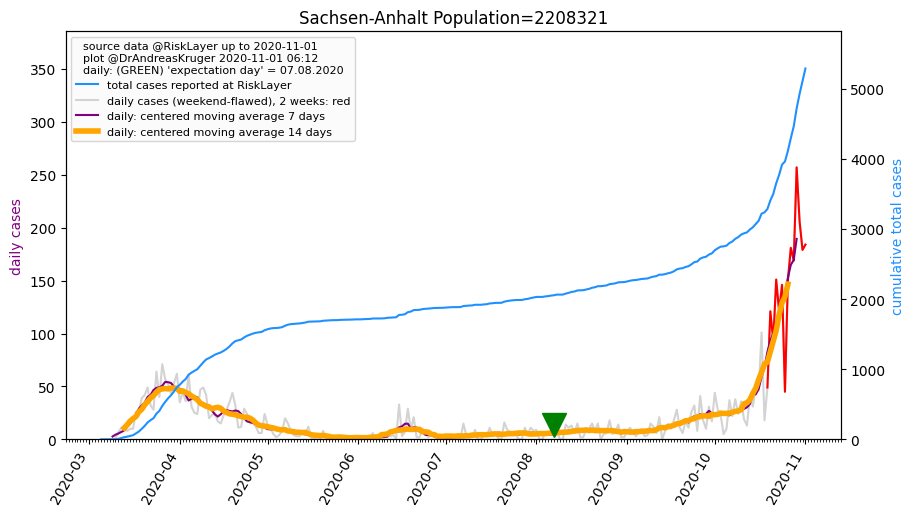 Sachsen-Anhalt Population=2208321
source data @RiskLayer up to 2020-11-01
plot @DrAndreasKruger 2020-11-01 06:12
daily: (GREEN) 'expectation day' = 07.08.2020
total cases reported at RiskLayer
daily cases (weekend-flawed), 2 weeks: red
daily: centered moving average 7 days
daily: centered moving average 14 days
daily cases
350
300
250
200
150
100
50
0
cumulative total cases
5000
4000
3000
2000
1000
0
2020-03
2020-04
2020-05
2020-06
2020-07
2020-08
2020-09
2020-10
2020-11